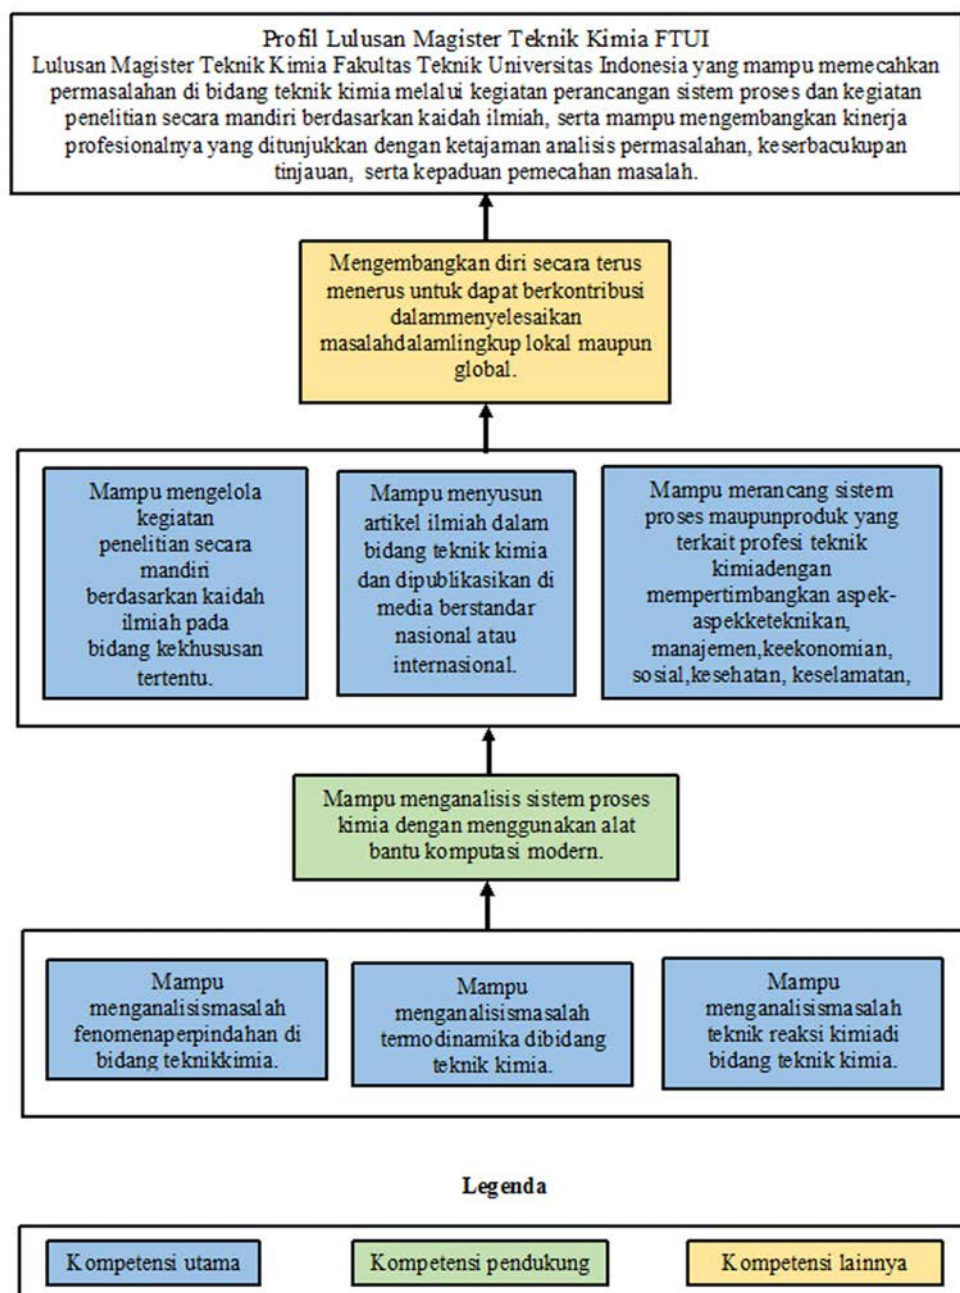 Profil Lulusan Magister Teknik Kimia FTUI
Lulusan Magister Teknik Kimia Fakultas Teknik Universitas Indonesia yang mampu memecahkan
permasalahan di bidang teknik kimia melalui kegiatan perancangan sistem proses dan kegiatan
penelitian secara mandiri berdasarkan kaidah ilmiah, serta mampu mengembangkan kinerja
profesionalnya yang ditunjukkan dengan ketajaman analisis permasalahan, keserbacukupan
tinjauan, serta kepaduan pemecahan masalah.
Mengembangkan diri secara terus
menerus untuk dapat berkontribusi
dalammenyelesaikan
masalahdalamlingkup lokal maupun
global.
Mampu mengelola
kegiatan
penelitian secara
mandiri
berdasarkan kaidah
ilmiah pada
bidang kekhususan
tertentu.
Mampu menyusun
artikel ilmiah dalam
bidang teknik kimia
dan dipublikasikan di
media berstandar
nasional atau
internasional.
Mampu merancang sistem
proses maupunproduk yang
terkait profesi teknik
kimiadengan
mempertimbangkan aspek-
aspekketeknikan,
manajemen,keekonomian,
sosial,kesehatan, keselamatan,
Mampu menganalisis sistem proses
kimia dengan menggunakan alat
bantu komputasi modern.
Mampu
menganalisismasalah
fenomenaperpindahan di
bidang teknikkimia.
Mampu
menganalisismasalah
termodinamika dibidang
teknik kimia.
Mampu
menganalisismasalah
teknik reaksi kimiadi
bidang teknik kimia.
Legenda
Kompetensi utama
Kompetensi pendukung
Kompetensi lainnya